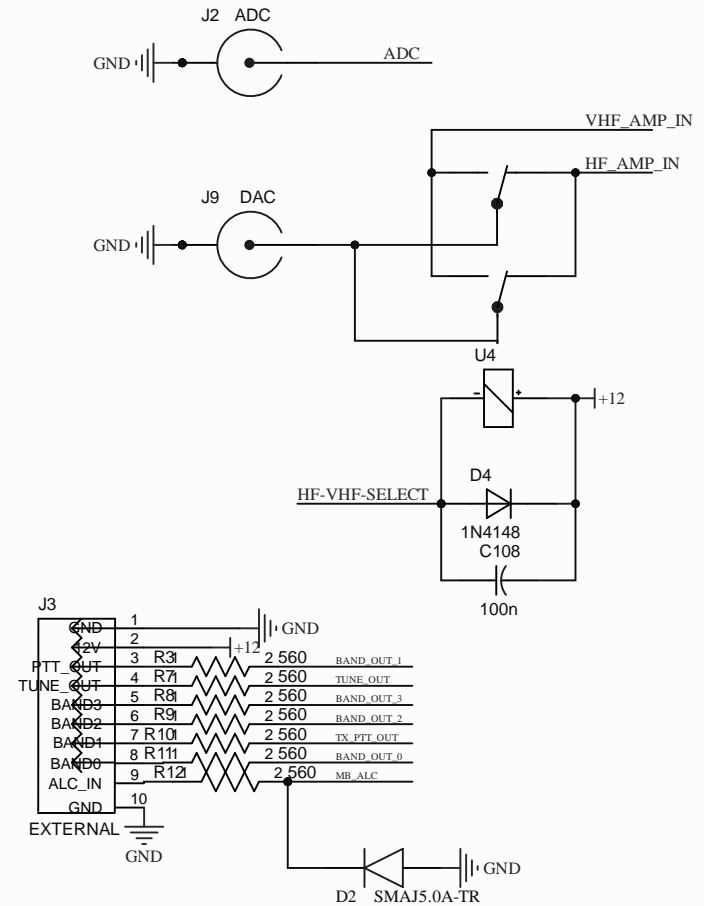 J2 ADC
GND
ADC
VHF_AMP_IN
HF_AMP_IN
J9 DAC
GND
U4
- +
+12
HF-VHF-SELECT
D4
1N4148
C108
100n
J3
GND 1
GND
12V 2
+12
PTT_OUT 3 R3 1 2 560 BAND_OUT_1
TUNE_OUT 4 R7 1 2 560 TUNE_OUT
BAND3 5 R8 1 2 560 BAND_OUT_3
BAND2 6 R9 1 2 560 BAND_OUT_2
BAND1 7 R10 1 2 560 TX_PTT_OUT
BAND0 8 R11 1 2 560 BAND_OUT_0
ALC_IN 9 R12 1 2 560 MB_ALC
GND 10
EXTERNAL
GND
GND
D2 SMAJ5.0A-TR